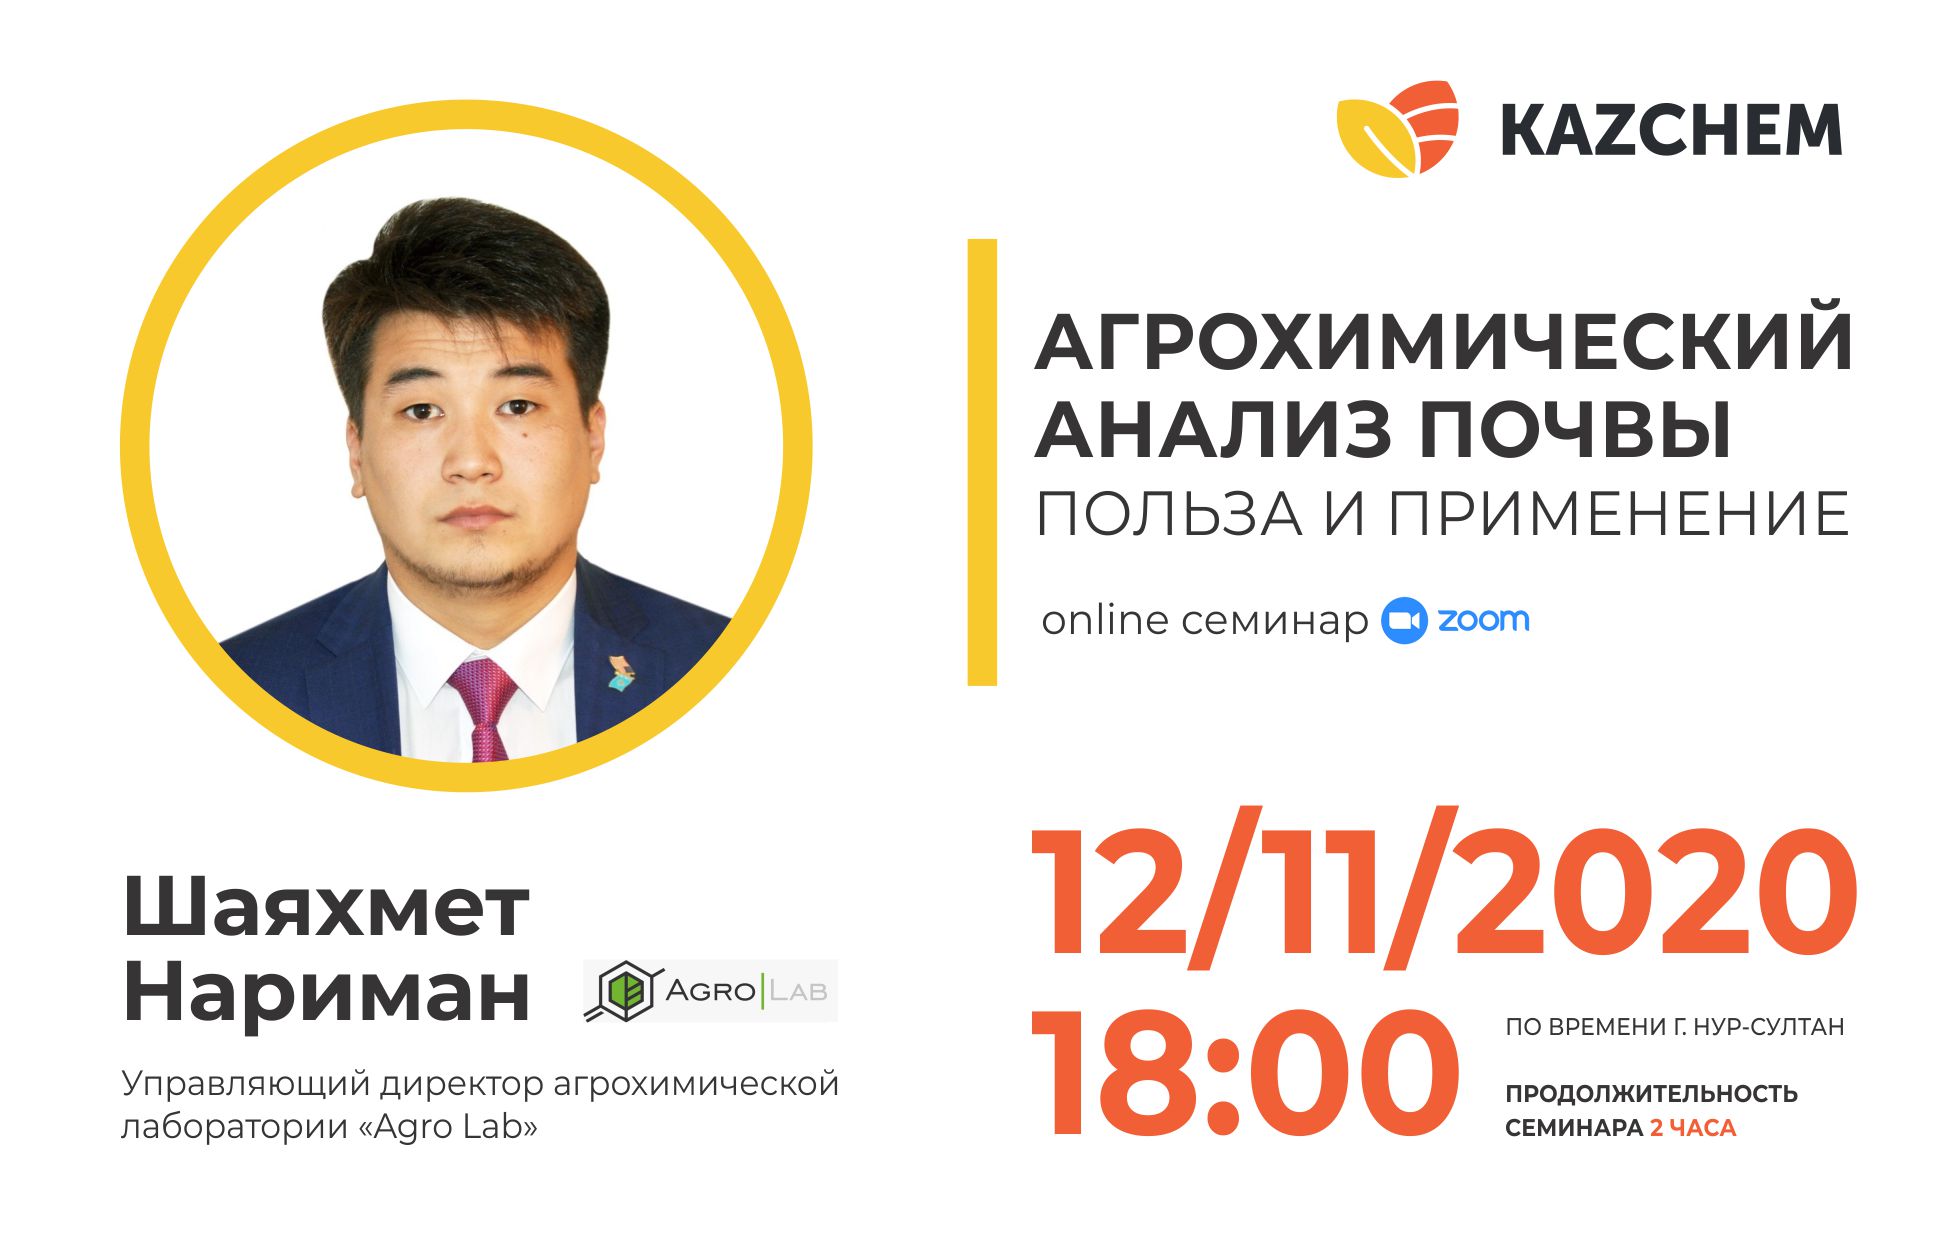 KAZCHEM
АГРОХИМИЧЕСКИЙ
АНАЛИЗ ПОЧВЫ
ПОЛЬЗА И ПРИМЕНЕНИЕ
online семинар zoom
12/11/2020
18:00
ПО ВРЕМЕНИ Г. НУР-СУЛТАН
ПРОДОЛЖИТЕЛЬНОСТЬ
СЕМИНАРА 2 ЧАСА
Шаяхмет
Нариман
AGRO|LAB
Управляющий директор агрохимической
лаборатории «Agro Lab»